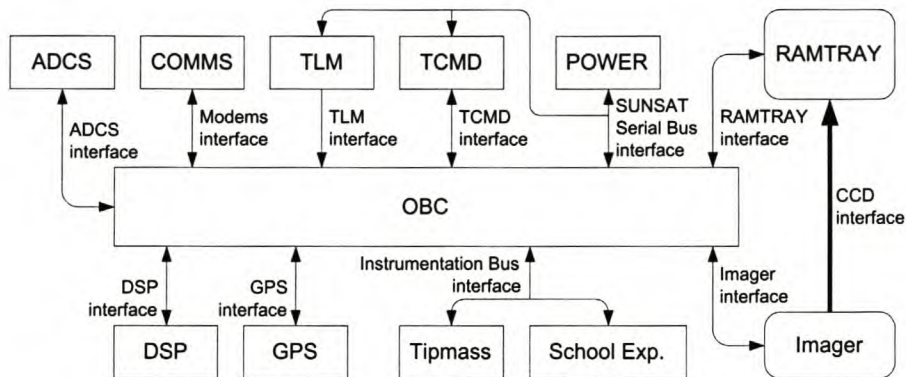 ADCS
COMMS
TLM
TCMD
POWER
RAMTRAY
ADCS
interface
Modems
interface
TLM
interface
TCMD
interface
SUNSAT
Serial Bus
interface
RAMTRAY
interface
CCD
interface
OBC
DSP
interface
GPS
interface
Instrumentation Bus
interface
Imager
interface
DSP
GPS
Tipmass
School Exp.
Imager